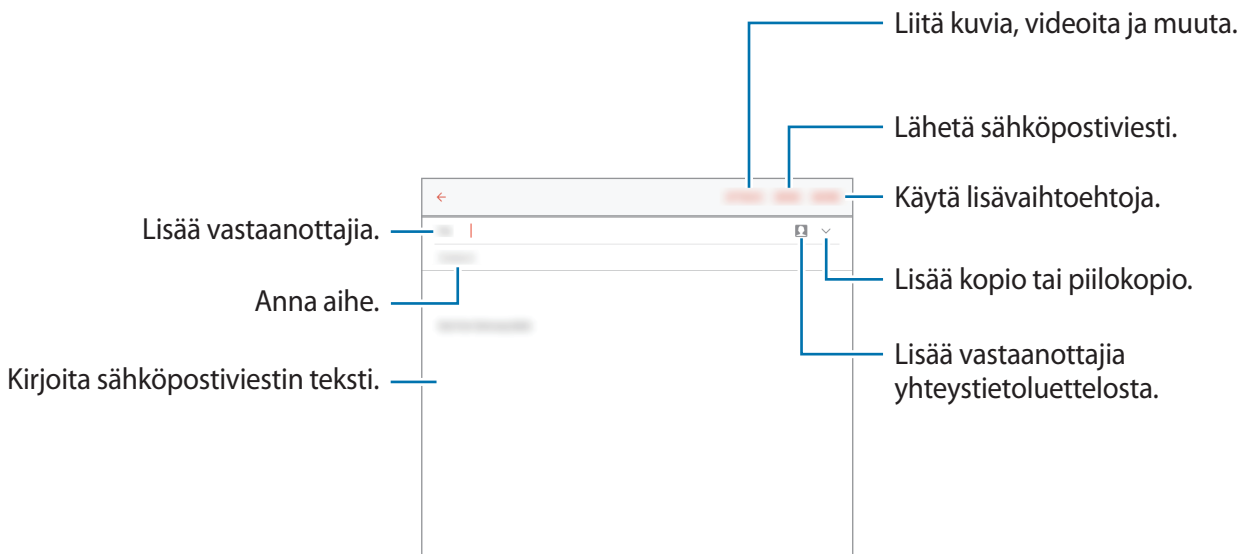 Liitä kuvia, videoita ja muuta.
Lähetä sähköpostiviesti.
Käytä lisävaihtoehtoja.
Lisää vastaanottajia.
Lisää kopio tai piilokopio.
Anna aihe.
Lisää vastaanottajia
yhteystietoluettelosta.
Kirjoita sähköpostiviestin teksti.